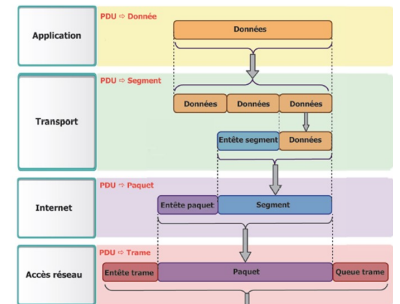 PDU ⇨ Donnée
Application
Données
PDU ⇨ Segment
Données Données Données
Transport
Entête segment Données
PDU ⇨ Paquet
Internet
Entête paquet Segment
PDU ⇨ Trame
Accès réseau
Entête trame Paquet Queue trame